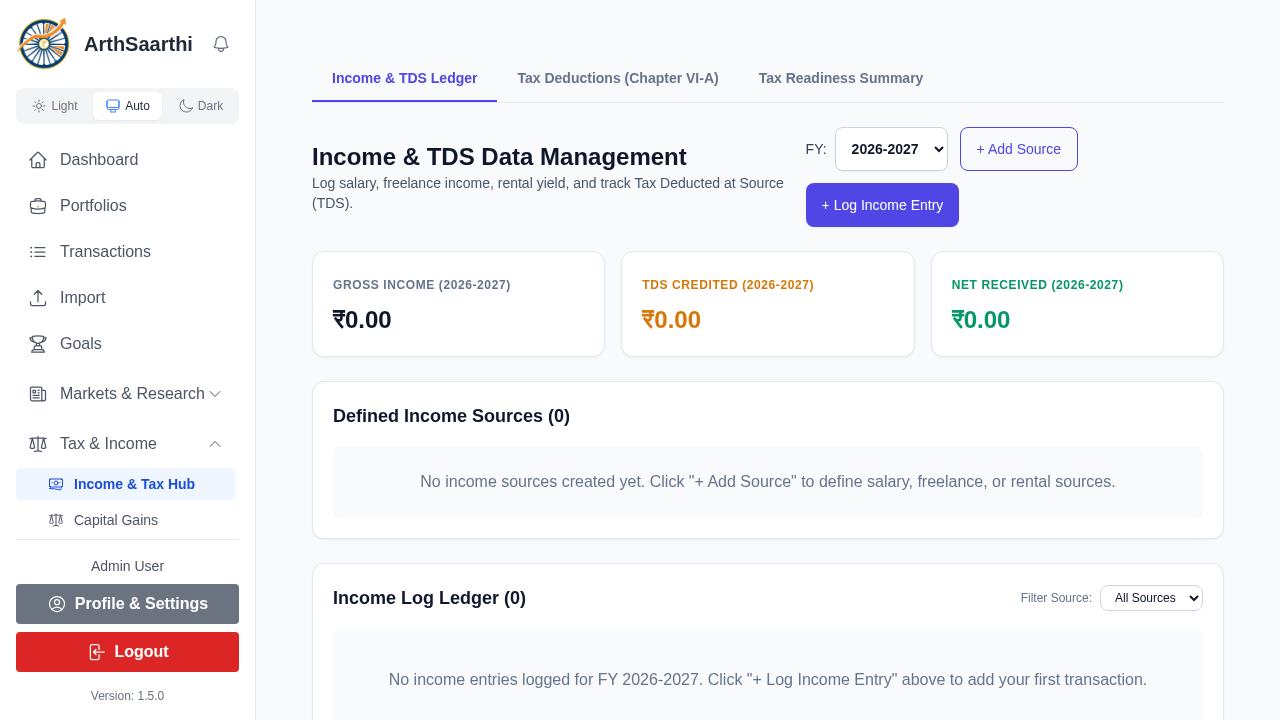 ArthSaarthi
Light
Auto
Dark
Dashboard
Portfolios
Transactions
Import
Goals
Markets & Research
Tax & Income
Income & Tax Hub
Capital Gains
Admin User
Profile & Settings
Logout
Version: 1.5.0
Income & TDS Ledger
Tax Deductions (Chapter VI-A)
Tax Readiness Summary
Income & TDS Data Management
Log salary, freelance income, rental yield, and track Tax Deducted at Source
(TDS).
FY:
2026-2027
+ Add Source
+ Log Income Entry
GROSS INCOME (2026-2027)
₹0.00
TDS CREDITED (2026-2027)
₹0.00
NET RECEIVED (2026-2027)
₹0.00
Defined Income Sources (0)
No income sources created yet. Click "+ Add Source" to define salary, freelance, or rental sources.
Income Log Ledger (0)
Filter Source:
All Sources
No income entries logged for FY 2026-2027. Click "+ Log Income Entry" above to add your first transaction.